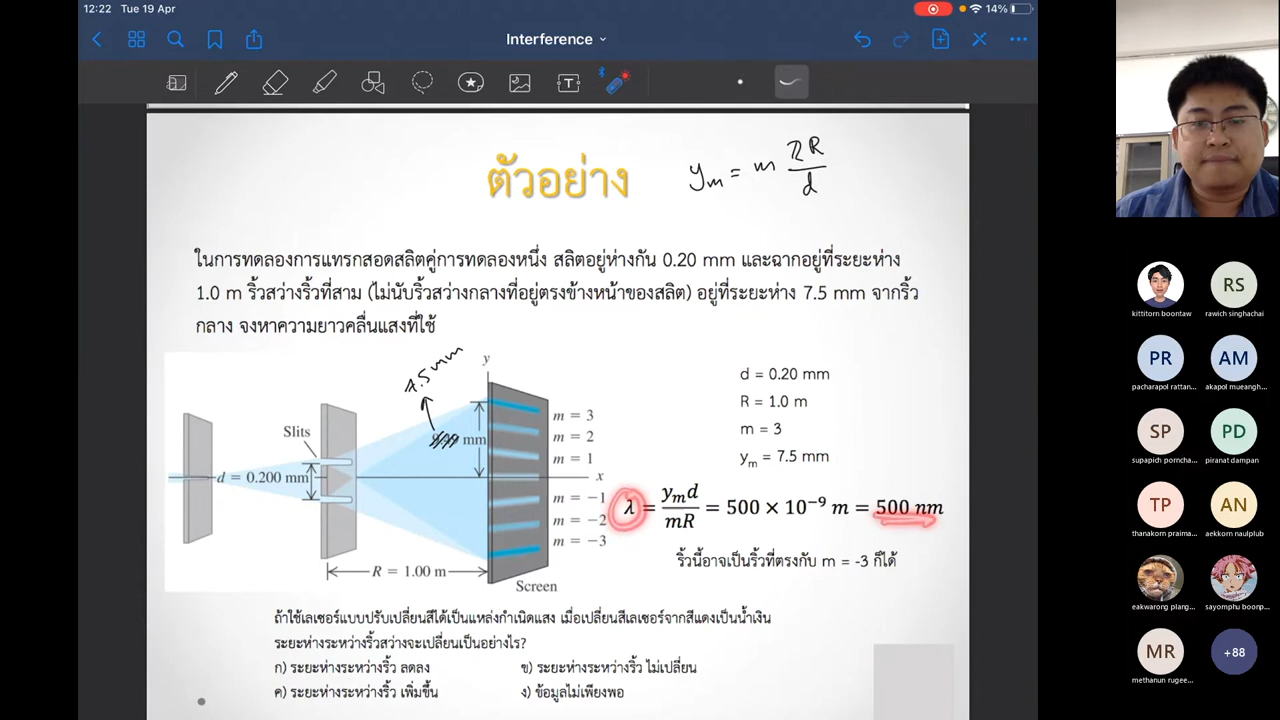 12:22 Tue 19 Apr
14%
Interference
ตัวอย่าง
ym = m λR/d
ในการทดลองการแทรกสอดสลิตคู่การทดลองหนึ่ง สลิตอยู่ห่างกัน 0.20 mm และฉากอยู่ที่ระยะห่าง
1.0 m ริ้วสว่างริ้วที่สาม (ไม่นับริ้วสว่างกลางที่อยู่ตรงข้างหน้าของสลิต) อยู่ที่ระยะห่าง 7.5 mm จากริ้ว
กลาง จงหาความยาวคลื่นแสงที่ใช้
7.5 mm
y
mm
Slits
d = 0.200 mm
m = 3
m = 2
m = 1
x
m = −1
m = −2
m = −3
R = 1.00 m
Screen
d = 0.20 mm
R = 1.0 m
m = 3
ym = 7.5 mm
λ = ymd/mR = 500 × 10⁻⁹ m = 500 nm
ริ้วนี้อาจเป็นริ้วที่ตรงกับ m = -3 ก็ได้
ถ้าใช้เลเซอร์แบบปรับเปลี่ยนสีได้เป็นแหล่งกำเนิดแสง เมื่อเปลี่ยนสีเลเซอร์จากสีแดงเป็นน้ำเงิน
ระยะห่างระหว่างริ้วสว่างจะเปลี่ยนเป็นอย่างไร?
ก) ระยะห่างระหว่างริ้ว ลดลง
ข) ระยะห่างระหว่างริ้ว ไม่เปลี่ยน
ค) ระยะห่างระหว่างริ้ว เพิ่มขึ้น
ง) ข้อมูลไม่เพียงพอ
kittitorn boontaw
RS
rawich singhachai
PR
pacharapol rattan...
AM
akapol mueangh...
SP
supapich porncha...
PD
piranat dampan
TP
thanakorn praima...
AN
aekkorn naulplub
eakwarong plang...
sayomphu boonp...
MR
methanun rugee...
+88